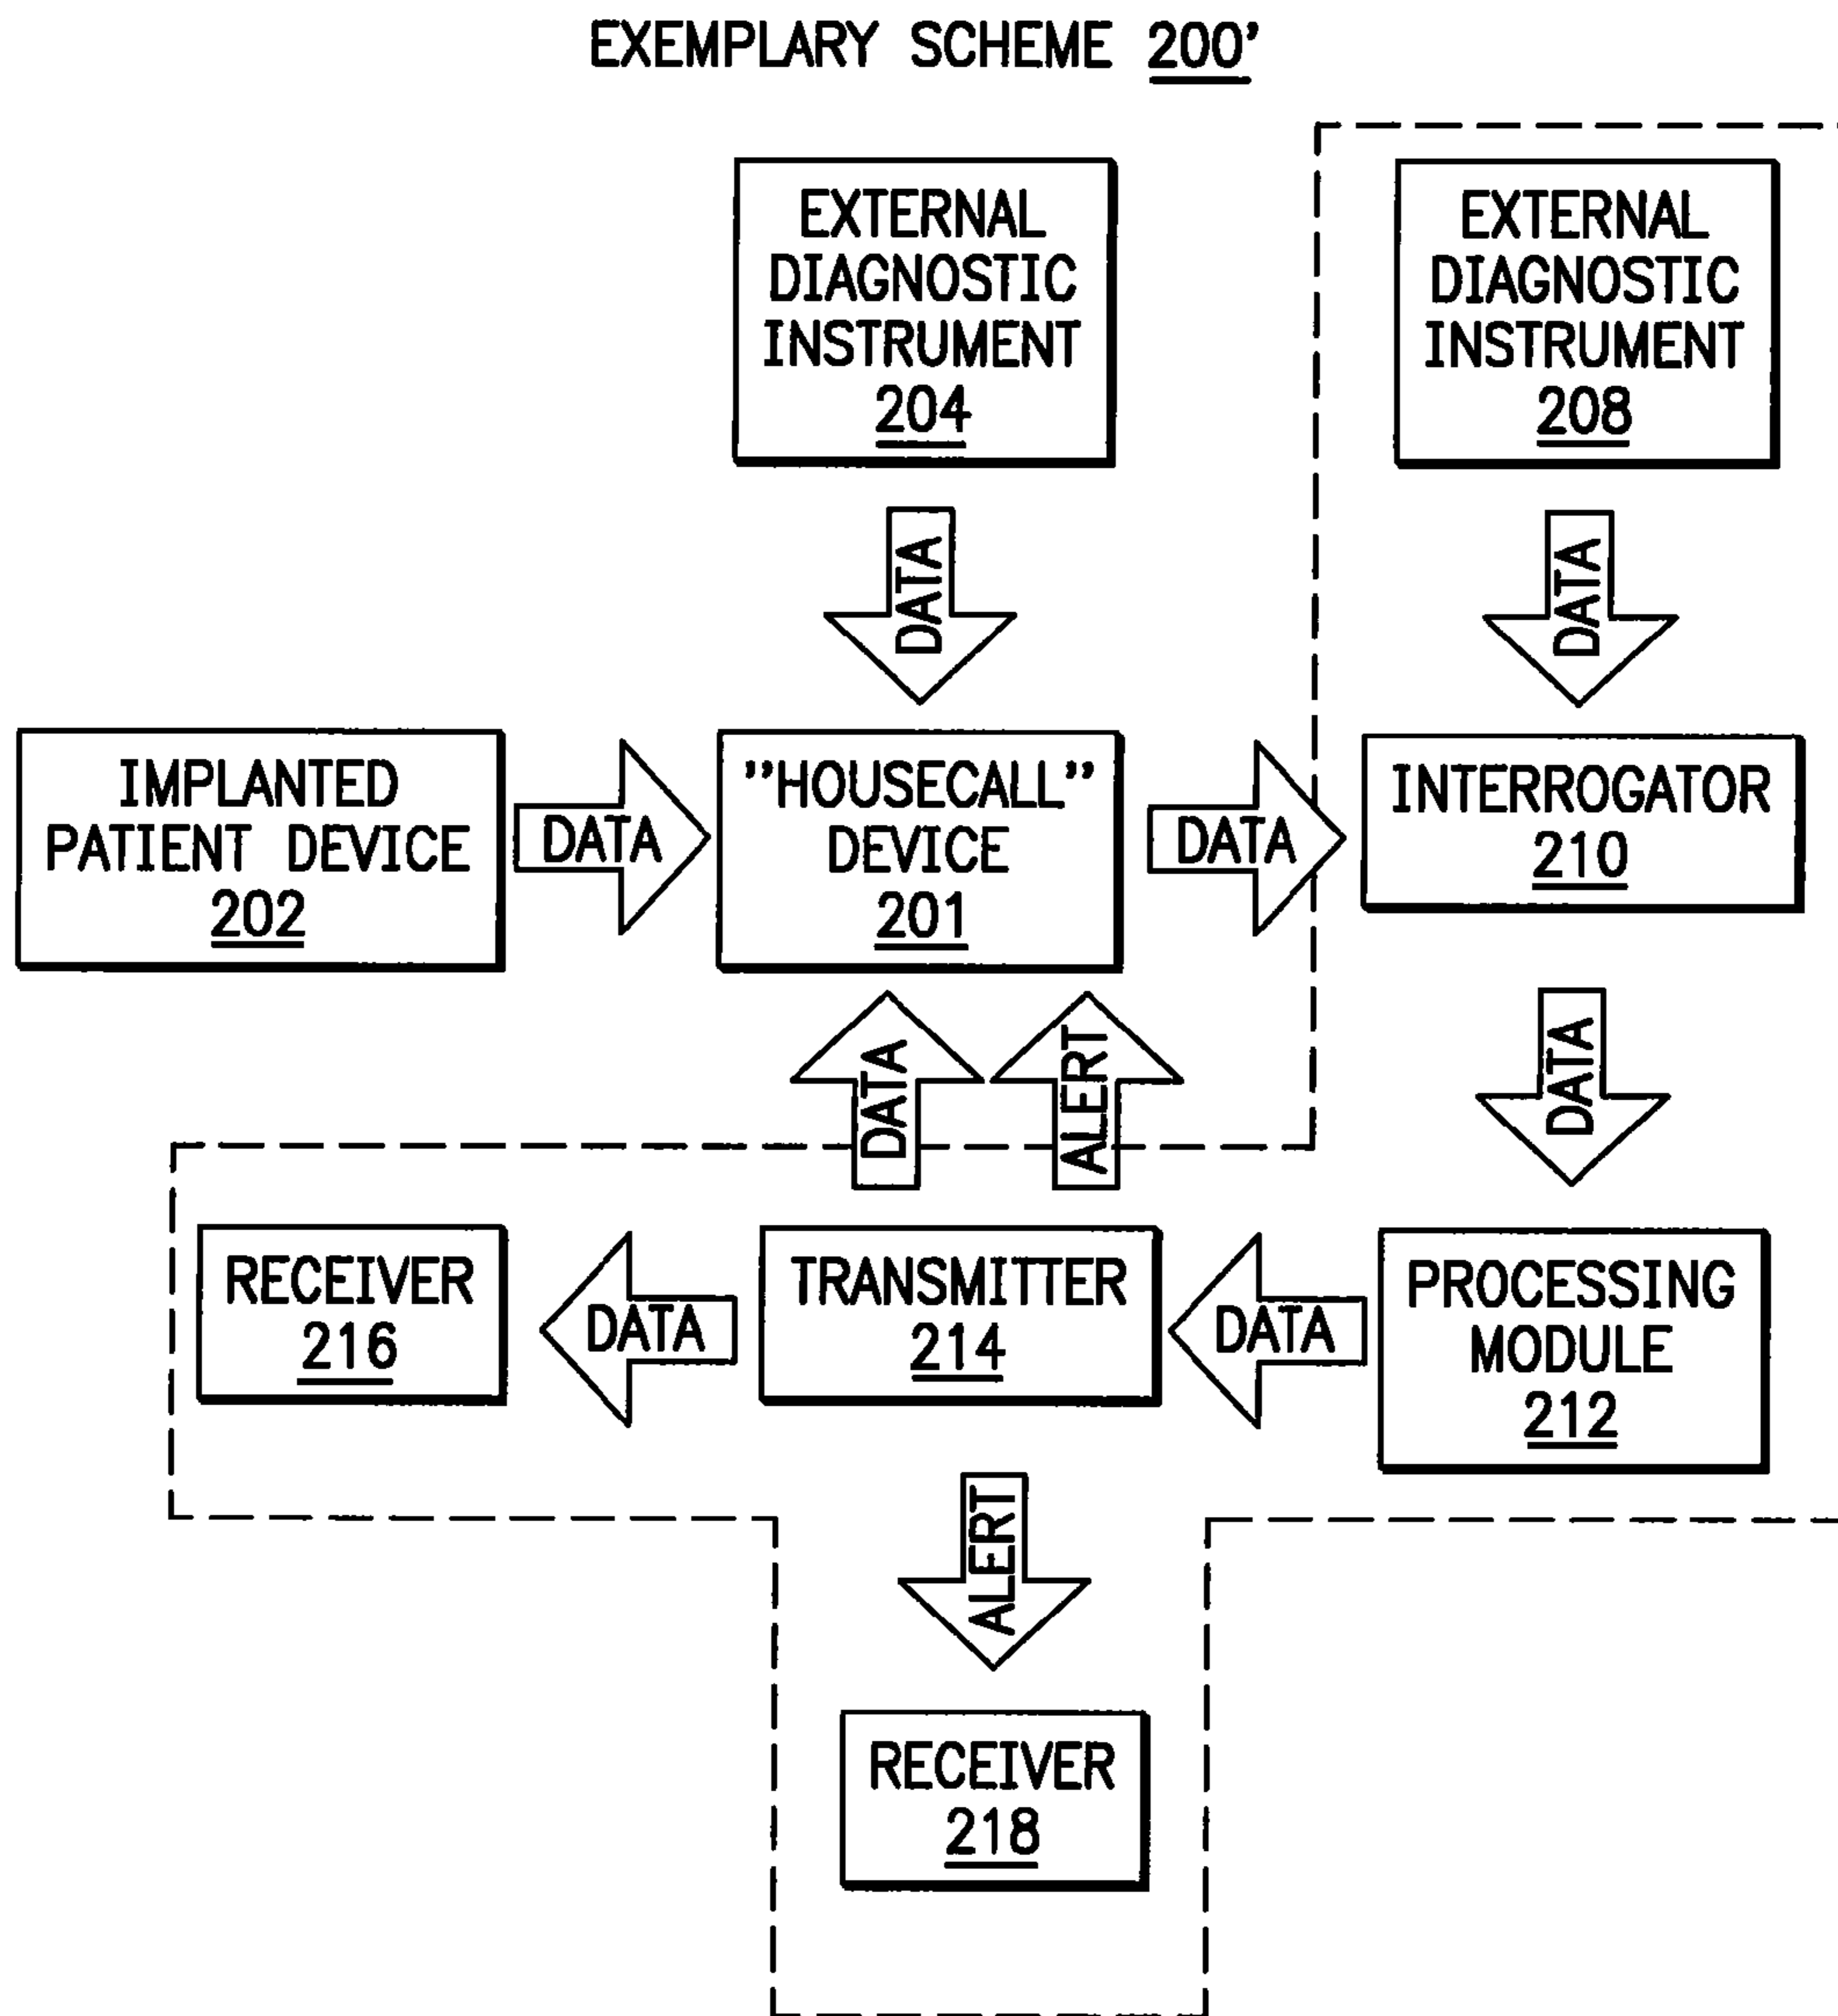 EXEMPLARY SCHEME 200'
EXTERNAL
DIAGNOSTIC
INSTRUMENT
204
EXTERNAL
DIAGNOSTIC
INSTRUMENT
208
DATA
DATA
IMPLANTED
PATIENT DEVICE
202
DATA
"HOUSECALL"
DEVICE
201
DATA
INTERROGATOR
210
DATA
ALERT
DATA
RECEIVER
216
DATA
TRANSMITTER
214
DATA
PROCESSING
MODULE
212
ALERT
RECEIVER
218